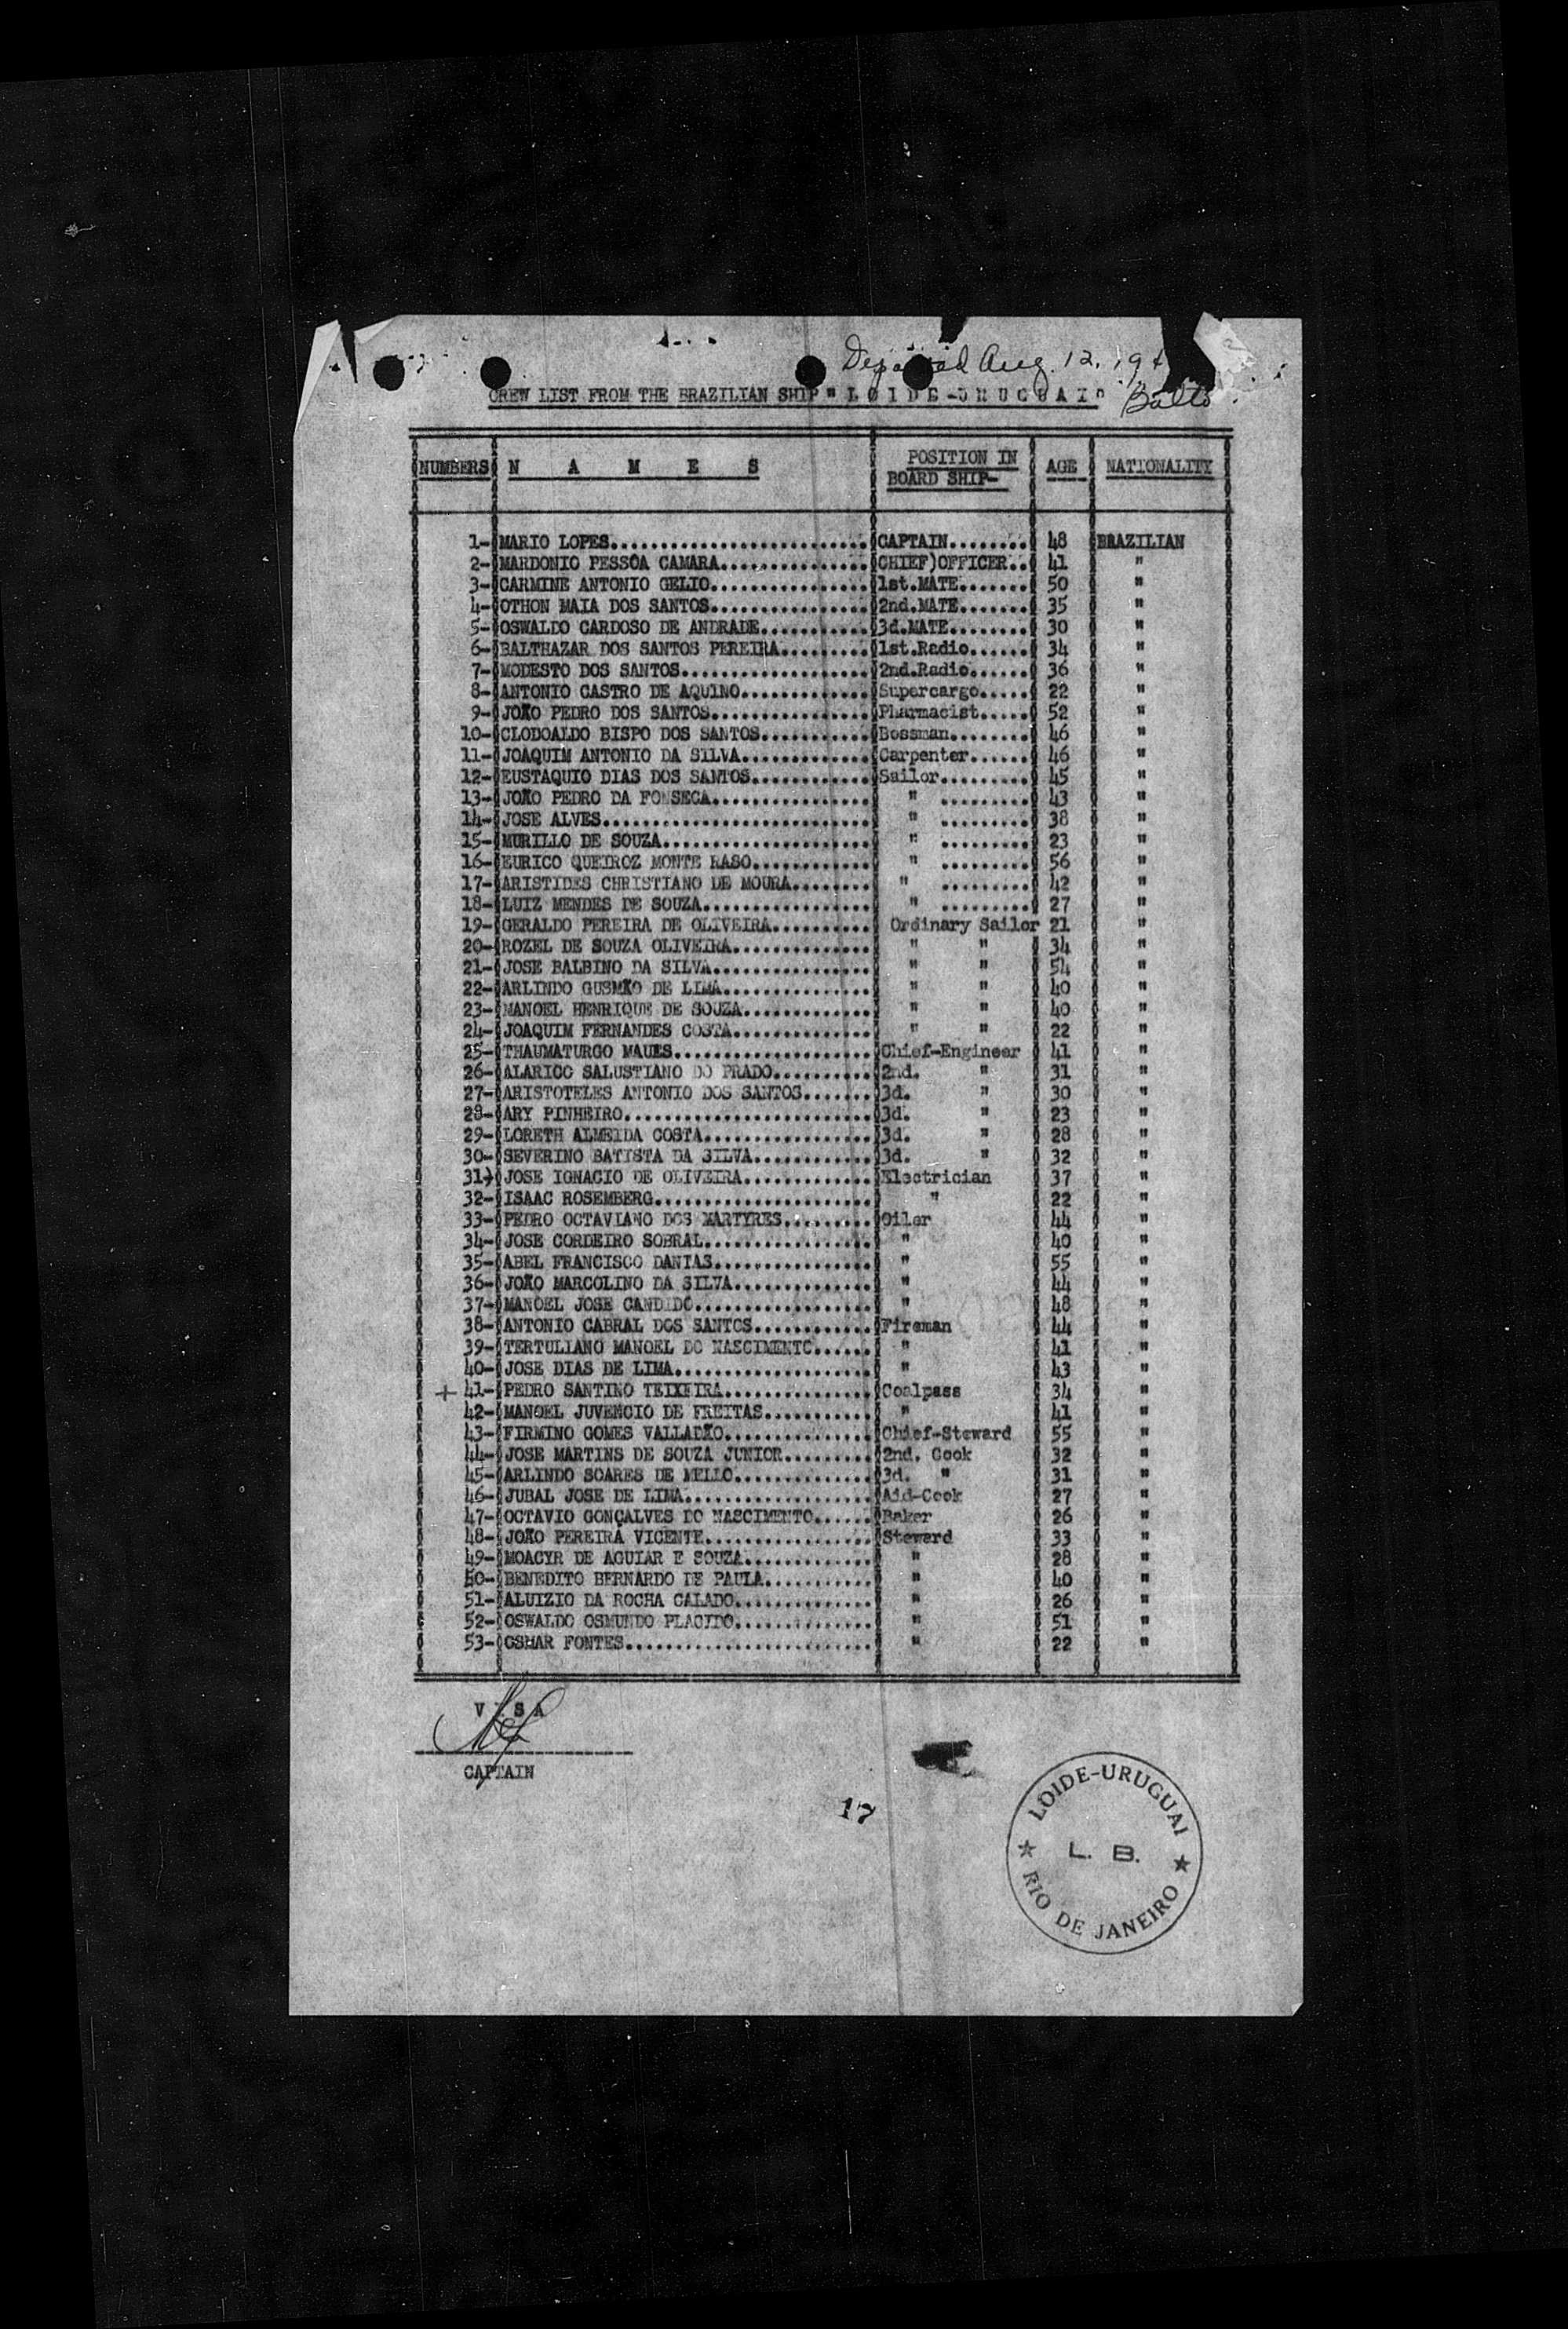 Departed Aug. 12, 194
CREW LIST FROM THE BRAZILIAN SHIP " L O I D E - U R U G U A I "
Balto
NUMBERS N A M E S POSITION IN BOARD SHIP- AGE NATIONALITY
1- MARIO LOPES.......................... CAPTAIN........ 48 BRAZILIAN
2- MARDONIO PESSOA CAMARA............... CHIEF)OFFICER.. 41 "
3- CARMINE ANTONIO GELIO................ 1st.MATE....... 50 "
4- OTHON MAIA DOS SANTOS................ 2nd.MATE....... 35 "
5- OSWALDO CARDOSO DE ANDRADE........... 3d.MATE........ 30 "
6- BALTHAZAR DOS SANTOS PEREIRA......... 1st.Radio...... 34 "
7- MODESTO DOS SANTOS................... 2nd.Radio...... 36 "
8- ANTONIO CASTRO DE AQUINO............. Supercargo..... 22 "
9- JOÃO PEDRO DOS SANTOS................ Pharmacist..... 52 "
10- CLODOALDO BISPO DOS SANTOS........... Bossman........ 46 "
11- JOAQUIM ANTONIO DA SILVA............. Carpenter...... 46 "
12- EUSTAQUIO DIAS DOS SANTOS............ Sailor......... 45 "
13- JOÃO PEDRO DA FONSECA................ " ......... 43 "
14- JOSE ALVES........................... " ......... 38 "
15- MURILLO DE SOUZA..................... " ......... 23 "
16- EURICO QUEIROZ MONTE RASO............ " ......... 56 "
17- ARISTIDES CHRISTIANO DE MOURA........ " ......... 42 "
18- LUIZ MENDES DE SOUZA................. " ......... 27 "
19- GERALDO PEREIRA DE OLIVEIRA.......... Ordinary Sailor 21 "
20- ROZEL DE SOUZA OLIVEIRA.............. " " 34 "
21- JOSE BALBINO DA SILVA................ " " 54 "
22- ARLINDO GUSMÃO DE LIMA............... " " 40 "
23- MANOEL HENRIQUE DE SOUZA............. " " 40 "
24- JOAQUIM FERNANDES COSTA.............. " " 22 "
25- THAUMATURGO MAUES.................... Chief-Engineer 41 "
26- ALARICO SALUSTIANO DO PRADO.......... 2nd. " 31 "
27- ARISTOTELES ANTONIO DOS SANTOS....... 3d. " 30 "
28- ARY PINHEIRO......................... 3d. " 23 "
29- LORETH ALMEIDA COSTA................. 3d. " 28 "
30- SEVERINO BATISTA DA SILVA............ 3d. " 32 "
31) JOSE IGNACIO DE OLIVEIRA............. Electrician 37 "
32- ISAAC ROSEMBERG...................... " 22 "
33- PEDRO OCTAVIANO DOS MARTYRES......... Oiler 44 "
34- JOSE CORDEIRO SOBRAL................. " 40 "
35- ABEL FRANCISCO DANTAS................ " 55 "
36- JOÃO MARCOLINO DA SILVA.............. " 44 "
37- MANOEL JOSE CANDIDO.................. " 48 "
38- ANTONIO CABRAL DOS SANTOS............ Fireman 44 "
39- TERTULIANO MANOEL DO NASCIMENTO...... " 41 "
40- JOSE DIAS DE LIMA.................... " 43 "
+ 41- PEDRO SANTINO TEIXEIRA............... Coalpass 34 "
42- MANOEL JUVENCIO DE FREITAS........... " 41 "
43- FIRMINO GOMES VALLADÃO............... Chief-Steward 55 "
44- JOSE MARTINS DE SOUZA JUNIOR......... 2nd. Cook 32 "
45- ARLINDO SOARES DE MELLO.............. 3d. " 31 "
46- JUBAL JOSE DE LIMA................... Aid-Cook 27 "
47- OCTAVIO GONÇALVES DO NASCIMENTO...... Baker 26 "
48- JOÃO PEREIRA VICENTE................. Steward 33 "
49- MOACYR DE AGUIAR E SOUZA............. " 28 "
50- BENEDITO BERNARDO DE PAULA........... " 40 "
51- ALUIZIO DA ROCHA CALADO.............. " 26 "
52- OSWALDO OSMUNDO PLACIDO.............. " 51 "
53- OSMAR FONTES......................... " 22 "
V I S A
CAPTAIN
17
LOIDE-URUGUAI
L. B.
RIO DE JANEIRO